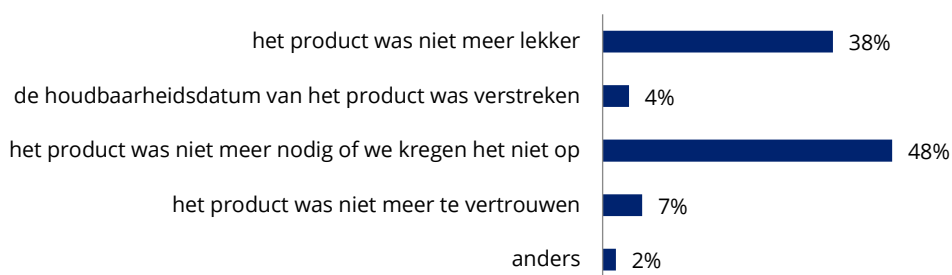 het product was niet meer lekker 38%
de houdbaarheidsdatum van het product was verstreken 4%
het product was niet meer nodig of we kregen het niet op 48%
het product was niet meer te vertrouwen 7%
anders 2%